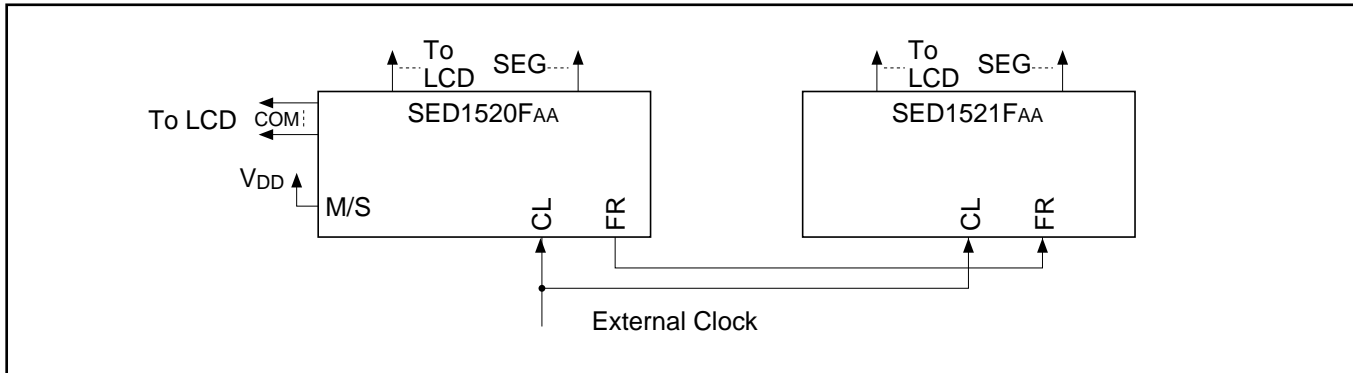 To
LCD
SEG
To
LCD
SEG
SED1520FAA
SED1521FAA
To LCD
COM
VDD
M/S
CL
FR
CL
FR
External Clock